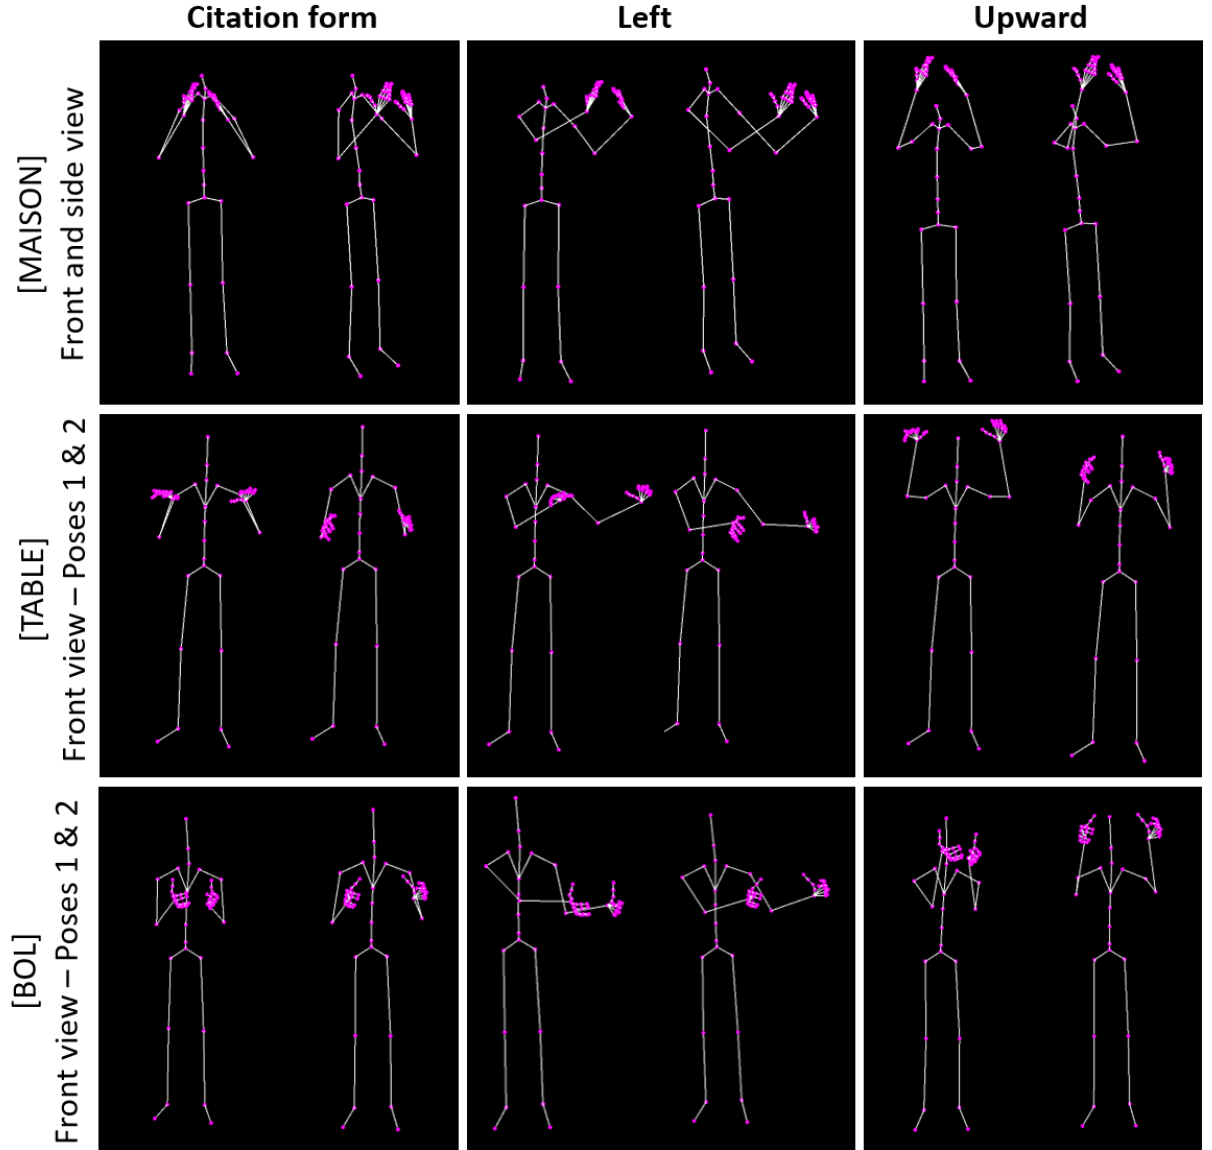 Citation form
Left
Upward
[MAISON]
Front and side view
[TABLE]
Front view – Poses 1 & 2
[BOL]
Front view – Poses 1 & 2